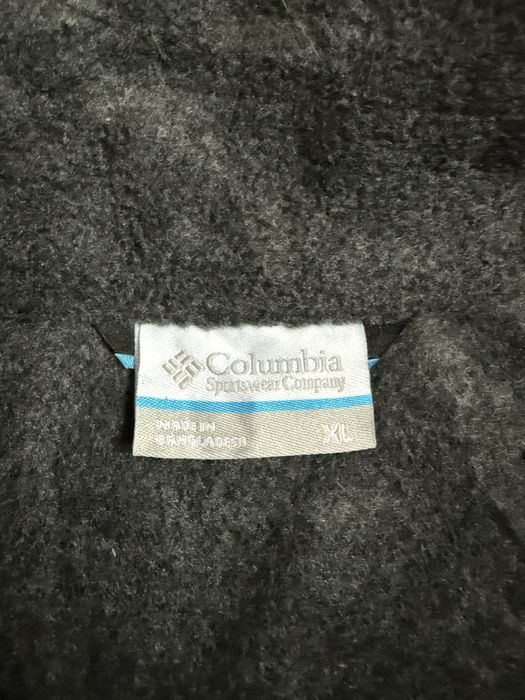 Columbia
Sportswear Company
MADE IN
BANGLADESH
XL